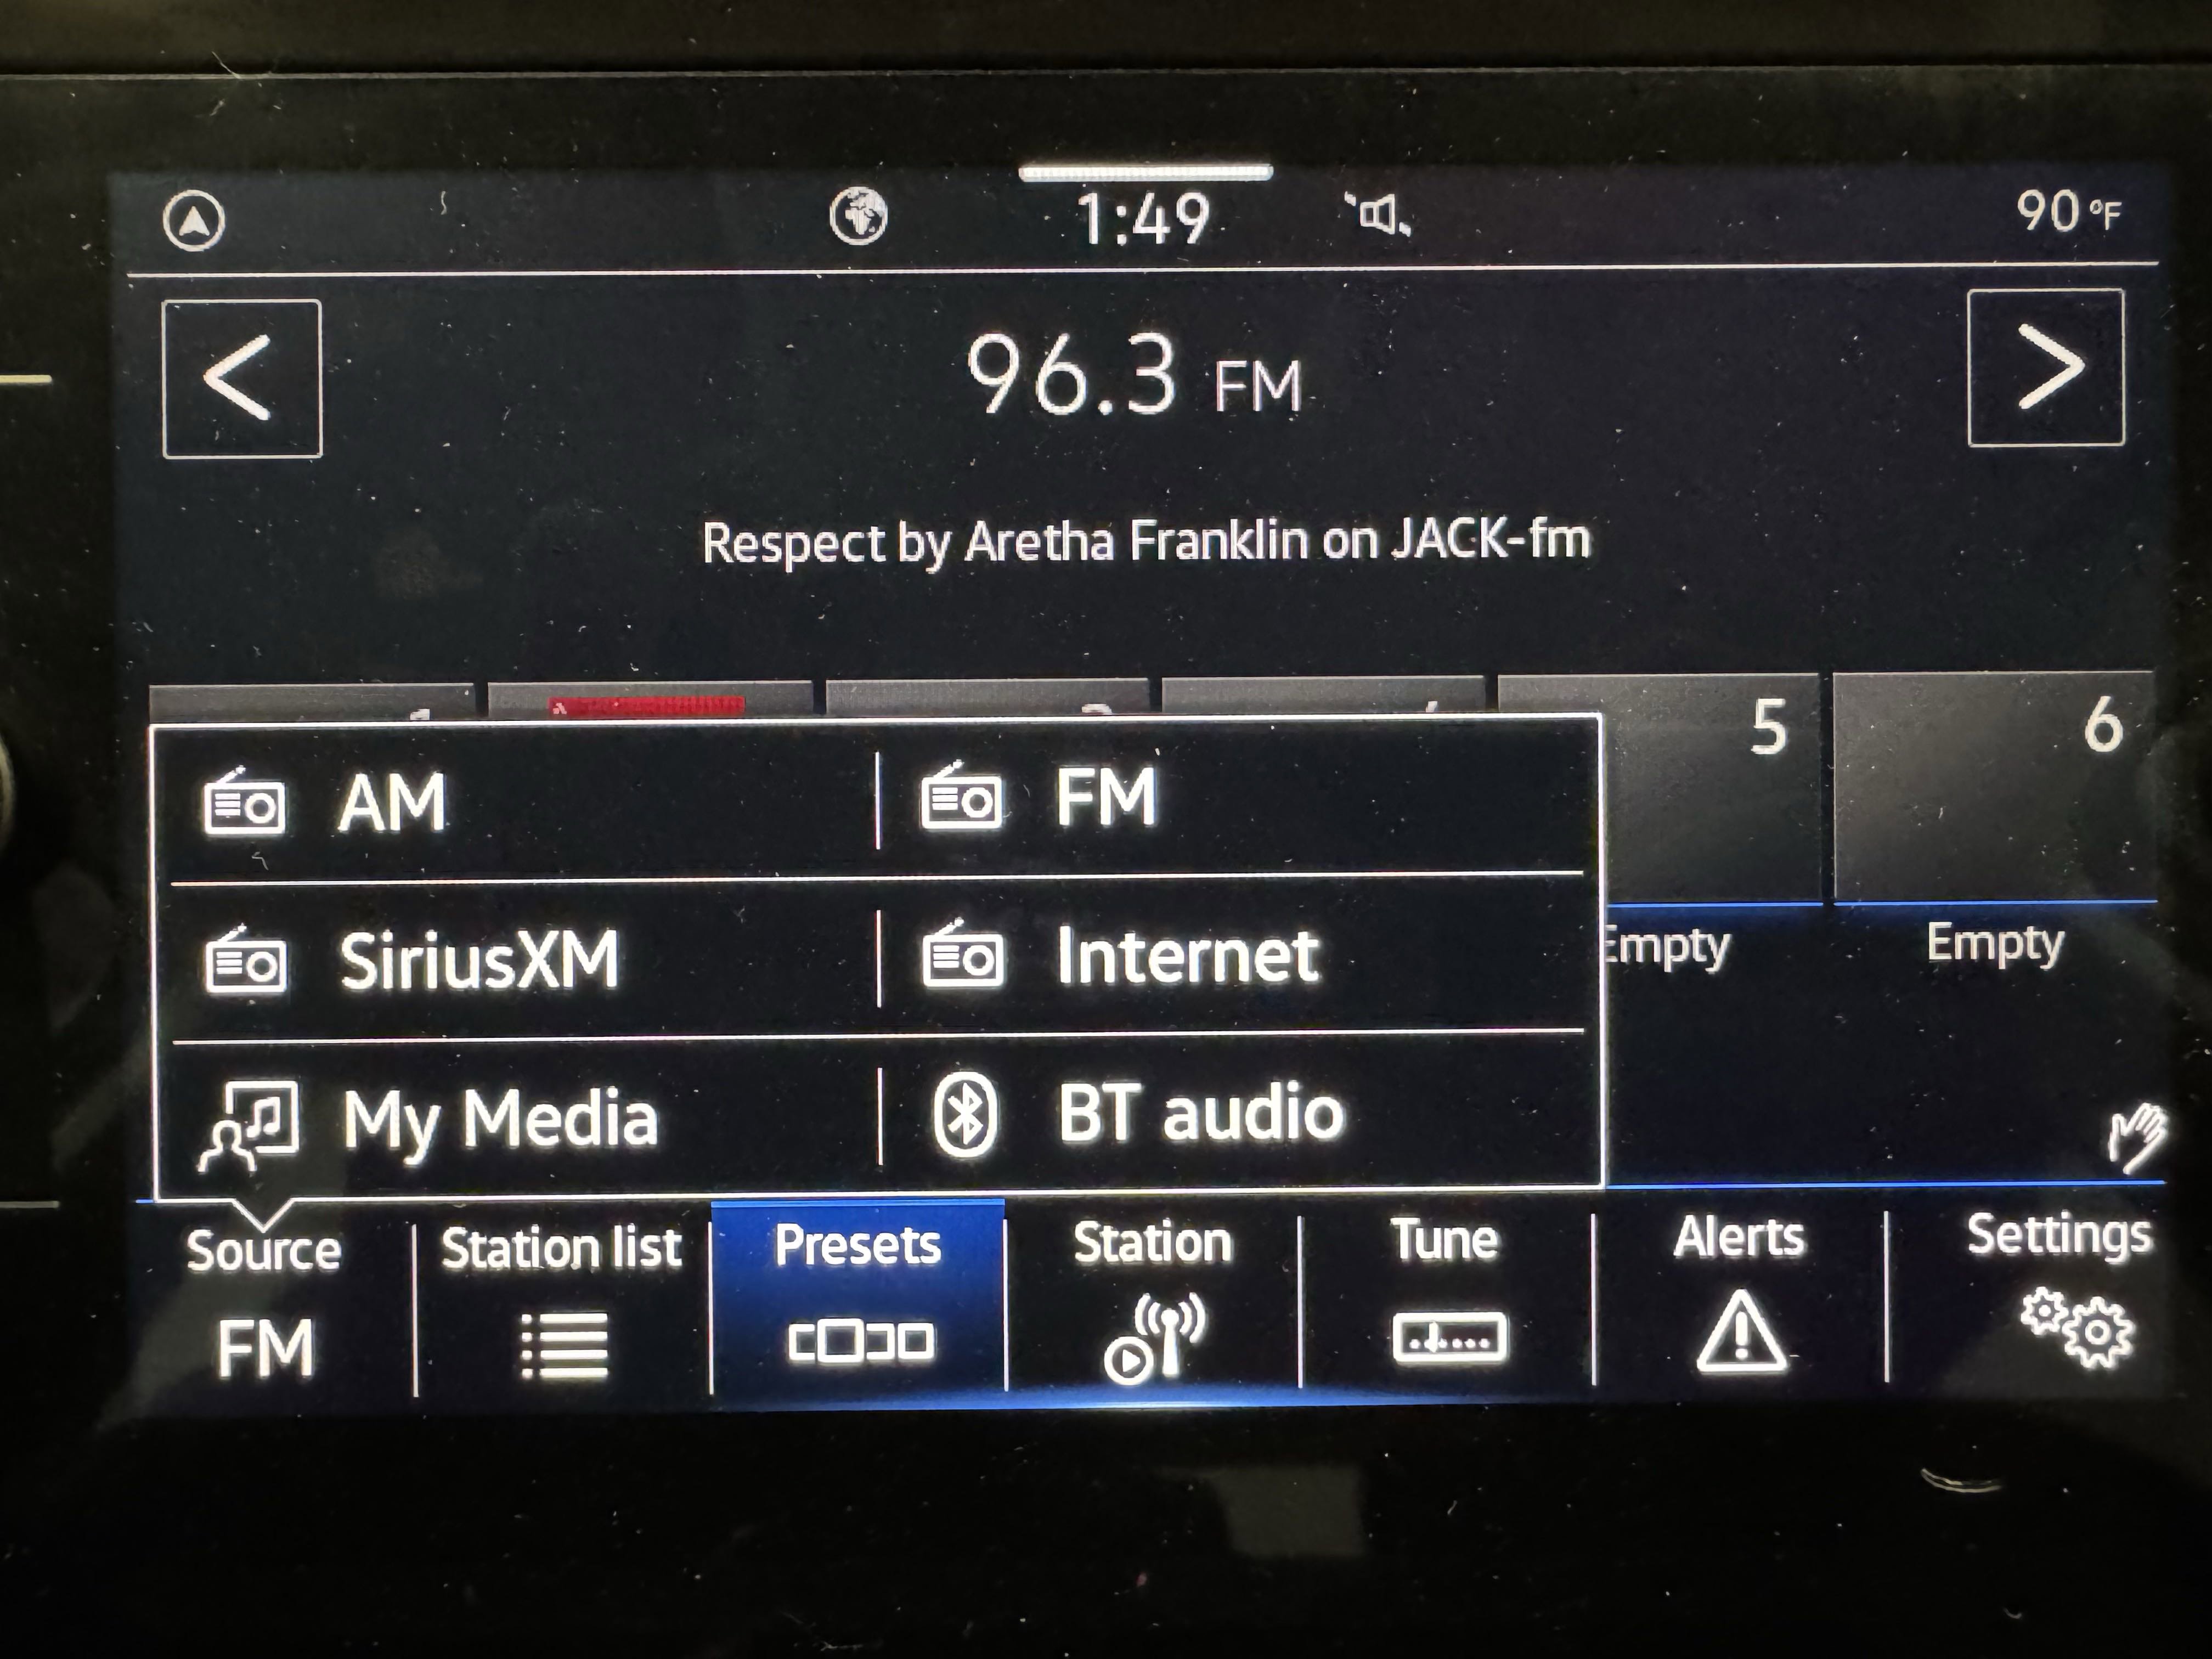 1:49
90 °F
96.3 FM
Respect by Aretha Franklin on JACK-fm
5
6
AM
FM
SiriusXM
Internet
Empty
Empty
My Media
BT audio
Source
Station list
Presets
Station
Tune
Alerts
Settings
FM